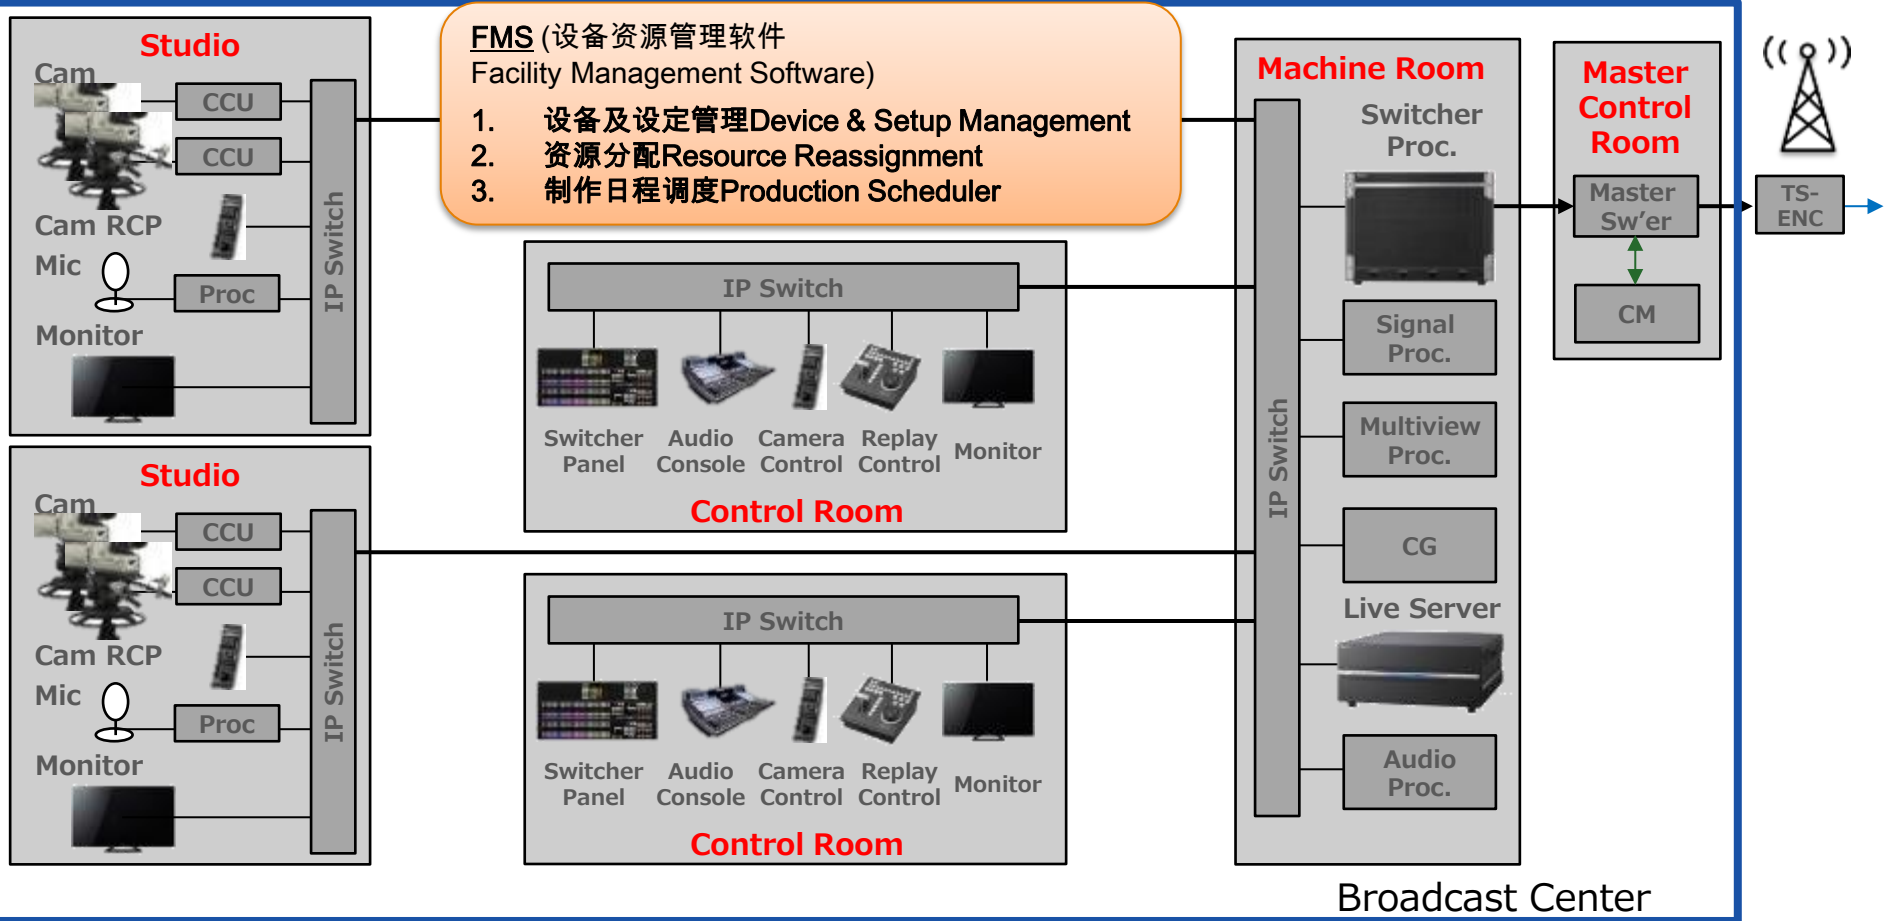 Studio
Cam
CCU
CCU
Cam RCP
Mic
Proc
Monitor
IP Switch
Studio
Cam
CCU
CCU
Cam RCP
Mic
Proc
Monitor
IP Switch
FMS (设备资源管理软件
Facility Management Software)
1. 设备及设定管理Device & Setup Management
2. 资源分配Resource Reassignment
3. 制作日程调度Production Scheduler
IP Switch
Switcher
Panel
Audio
Console
Camera
Control
Replay
Control
Monitor
Control Room
IP Switch
Switcher
Panel
Audio
Console
Camera
Control
Replay
Control
Monitor
Control Room
Machine Room
IP Switch
Switcher
Proc.
Signal
Proc.
Multiview
Proc.
CG
Live Server
Audio
Proc.
Master
Control
Room
Master
Sw’er
CM
TS-
ENC
Broadcast Center